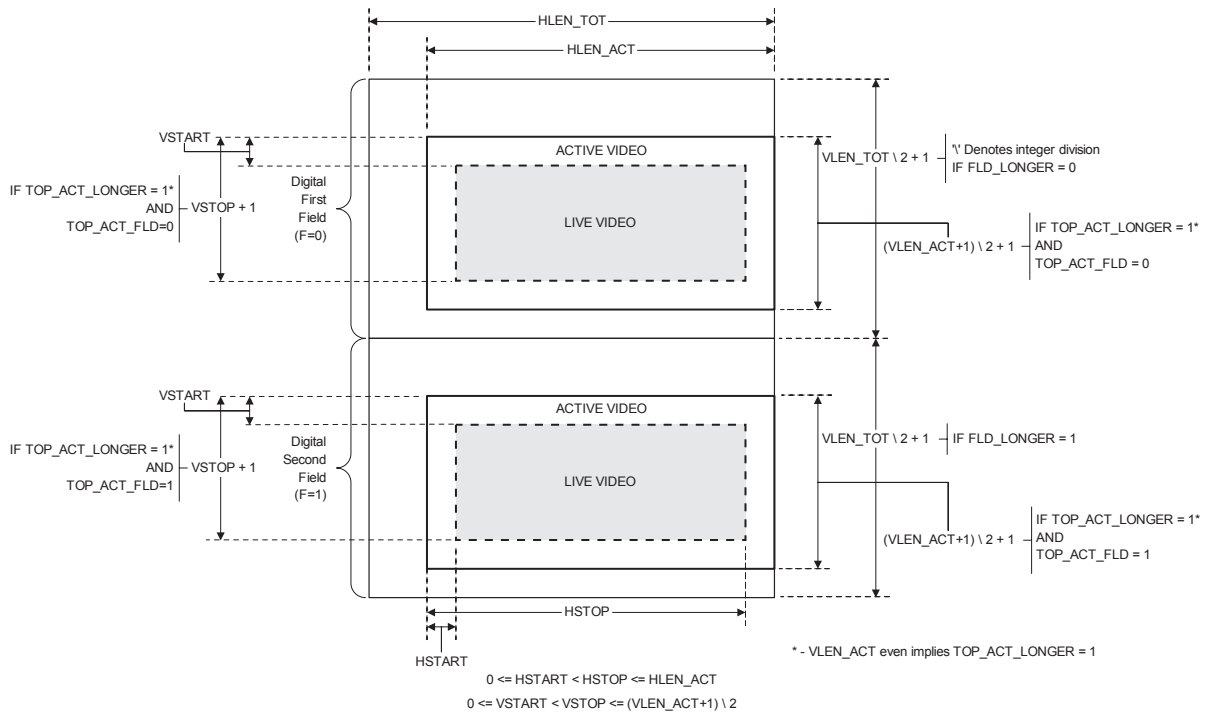 HLEN_TOT
HLEN_ACT
VSTART
ACTIVE VIDEO
LIVE VIDEO
IF TOP_ACT_LONGER = 1*
AND
TOP_ACT_FLD=0
VSTOP + 1
Digital
First
Field
(F=0)
VLEN_TOT \ 2 + 1
'\' Denotes integer division
IF FLD_LONGER = 0
(VLEN_ACT+1) \ 2 + 1
IF TOP_ACT_LONGER = 1*
AND
TOP_ACT_FLD = 0
VSTART
ACTIVE VIDEO
LIVE VIDEO
IF TOP_ACT_LONGER = 1*
AND
TOP_ACT_FLD=1
VSTOP + 1
Digital
Second
Field
(F=1)
VLEN_TOT \ 2 + 1
IF FLD_LONGER = 1
(VLEN_ACT+1) \ 2 + 1
IF TOP_ACT_LONGER = 1*
AND
TOP_ACT_FLD = 1
HSTOP
HSTART
* - VLEN_ACT even implies TOP_ACT_LONGER = 1
0 <= HSTART < HSTOP <= HLEN_ACT
0 <= VSTART < VSTOP <= (VLEN_ACT+1) \ 2